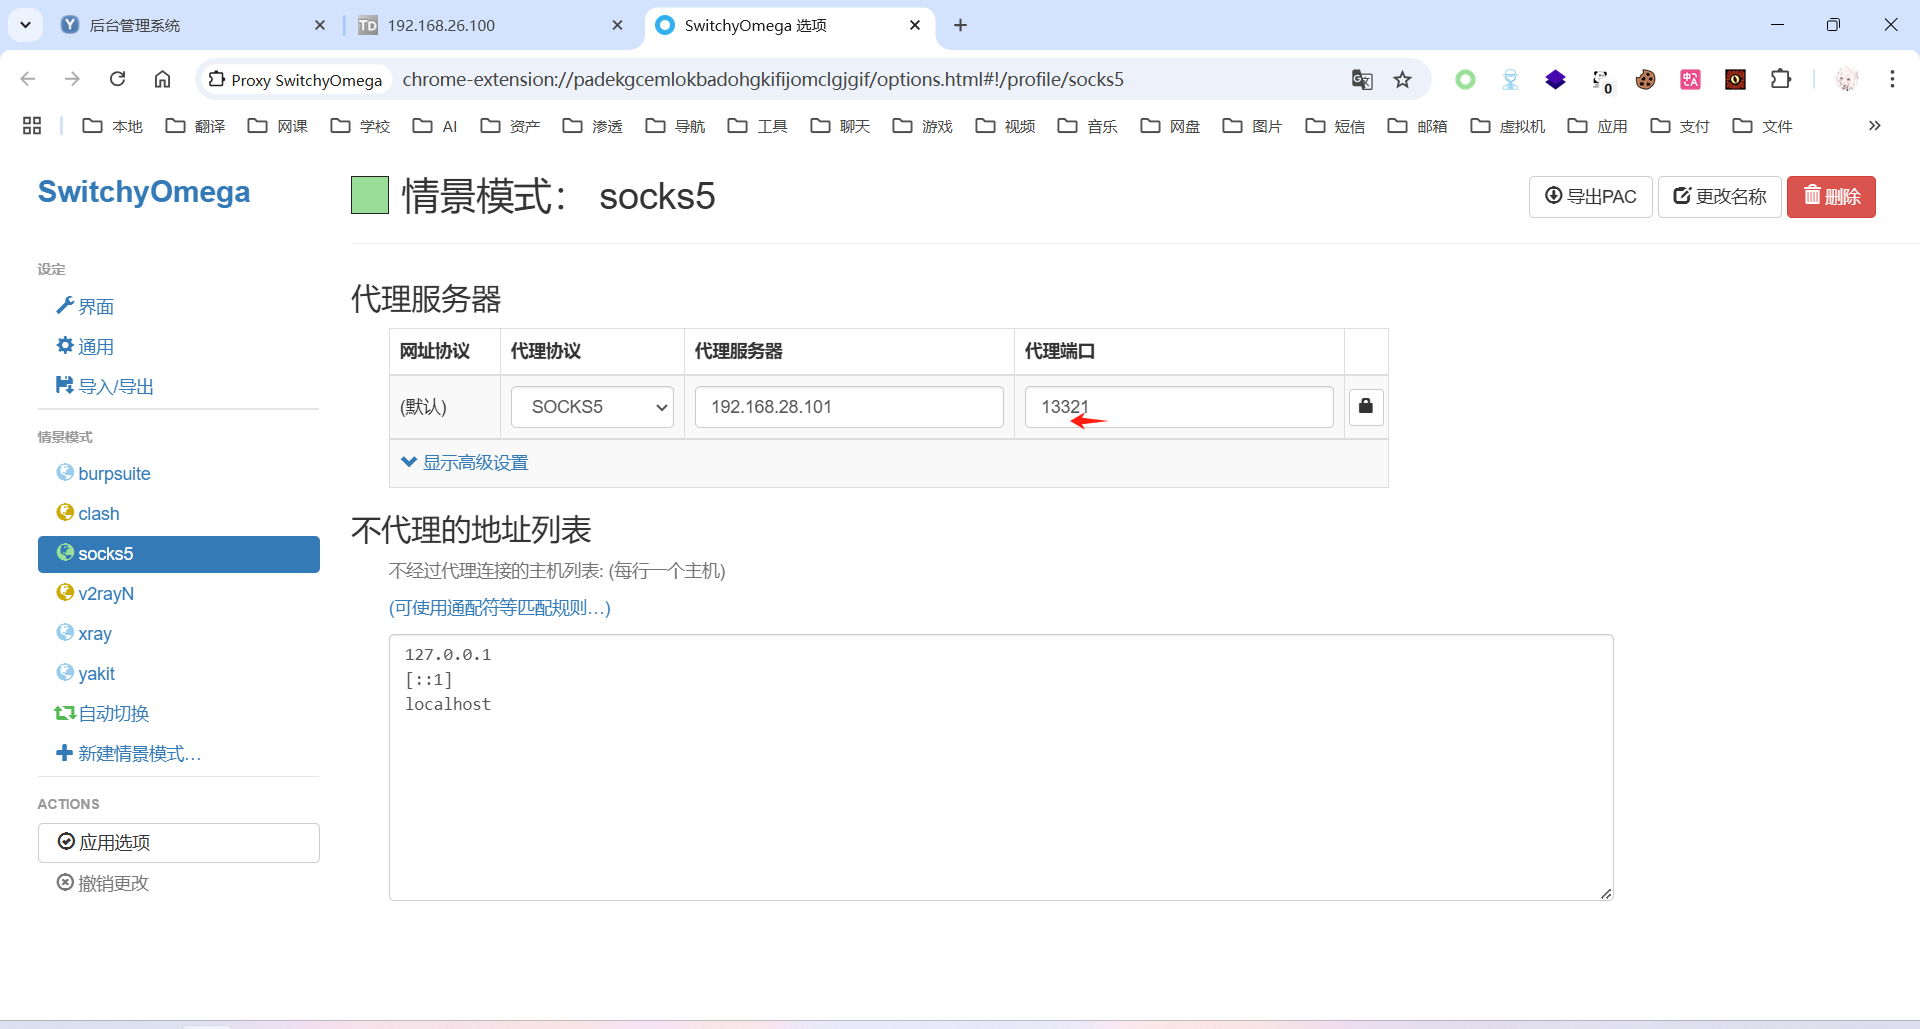 后台管理系统
TD 192.168.26.100
SwitchyOmega 选项
Proxy SwitchyOmega chrome-extension://padekgcemlokbadohgkifijomclgjgif/options.html#!/profile/socks5
本地 翻译 网课 学校 AI 资产 渗透 导航 工具 聊天 游戏 视频 音乐 网盘 图片 短信 邮箱 虚拟机 应用 支付 文件
SwitchyOmega
设定
界面
通用
导入/导出
情景模式
burpsuite
clash
socks5
v2rayN
xray
yakit
自动切换
新建情景模式…
ACTIONS
应用选项
撤销更改
情景模式： socks5
导出PAC 更改名称 删除
代理服务器
网址协议 代理协议 代理服务器 代理端口
(默认) SOCKS5 192.168.28.101 13321
显示高级设置
不代理的地址列表
不经过代理连接的主机列表: (每行一个主机)
(可使用通配符等匹配规则…)
127.0.0.1
[::1]
localhost